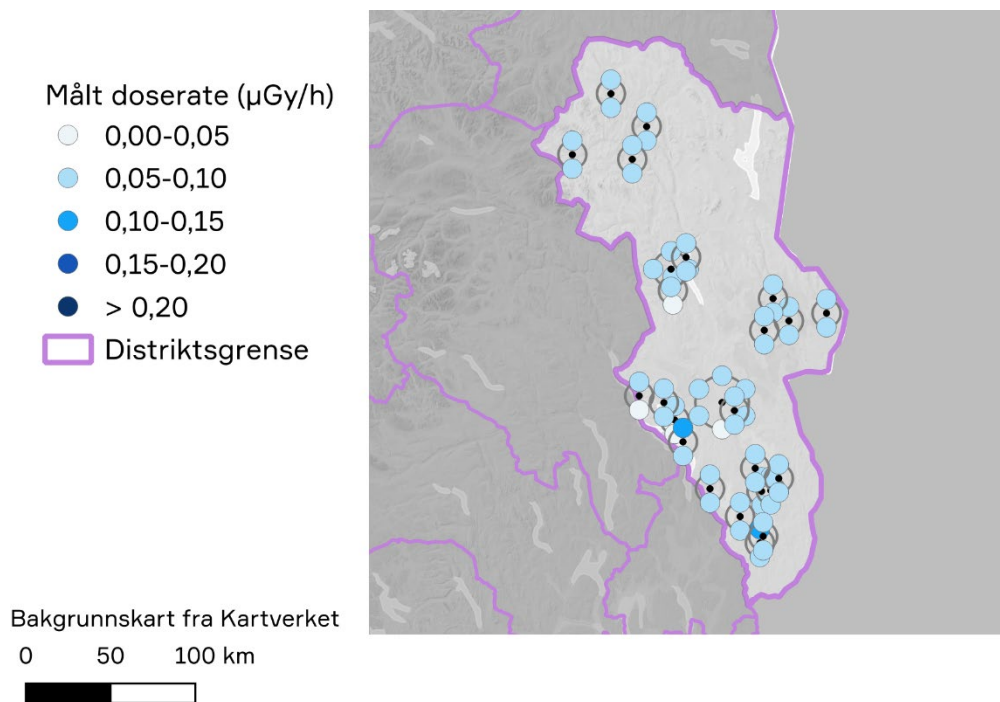 Målt doserate (µGy/h)
0,00-0,05
0,05-0,10
0,10-0,15
0,15-0,20
> 0,20
Distriktsgrense
Bakgrunnskart fra Kartverket
0 50 100 km